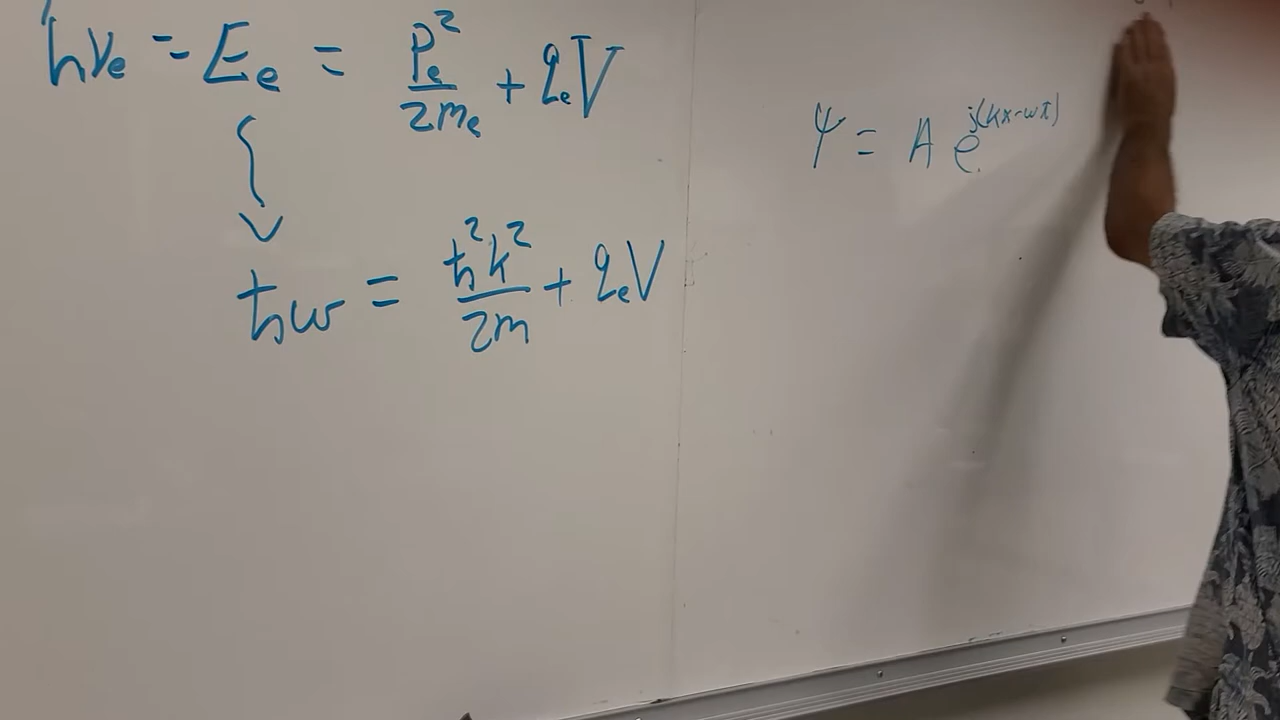 hνₑ = Eₑ = pₑ²/2mₑ + qₑV
ħω = ħ²k²/2m + qₑV
ψ = A e^{j(kx-ωt)}